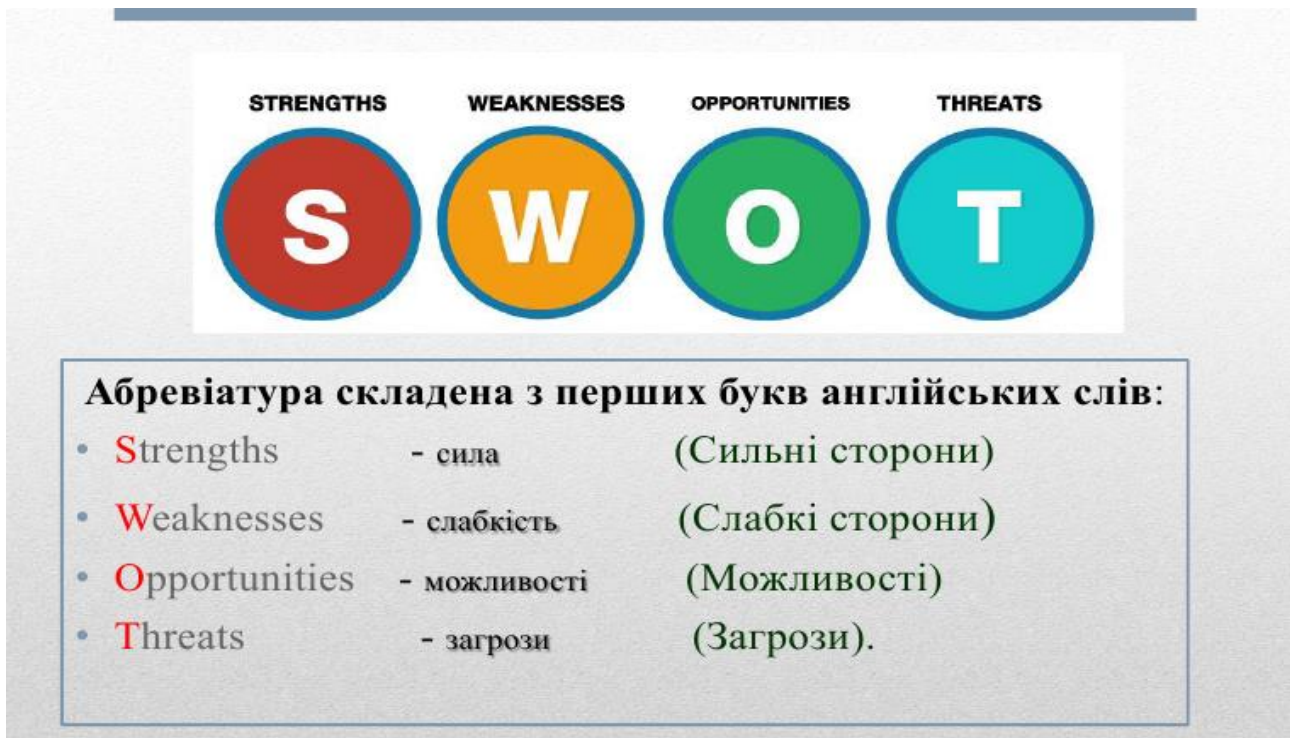 STRENGTHS WEAKNESSES OPPORTUNITIES THREATS
S W O T
Абревіатура складена з перших букв англійських слів:
• Strengths - сила (Сильні сторони)
• Weaknesses - слабкість (Слабкі сторони)
• Opportunities - можливості (Можливості)
• Threats - загрози (Загрози).